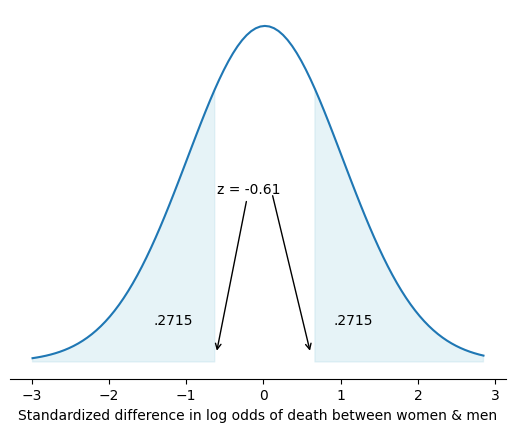 z = -0.61
.2715 .2715
−3 −2 −1 0 1 2 3
Standardized difference in log odds of death between women & men